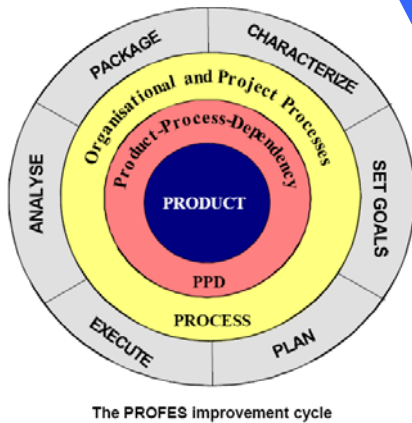 PACKAGE
CHARACTERIZE
Organisational and Project Processes
Product-Process-Dependency
ANALYSE
SET GOALS
PRODUCT
PPD
PROCESS
EXECUTE
PLAN
The PROFES improvement cycle